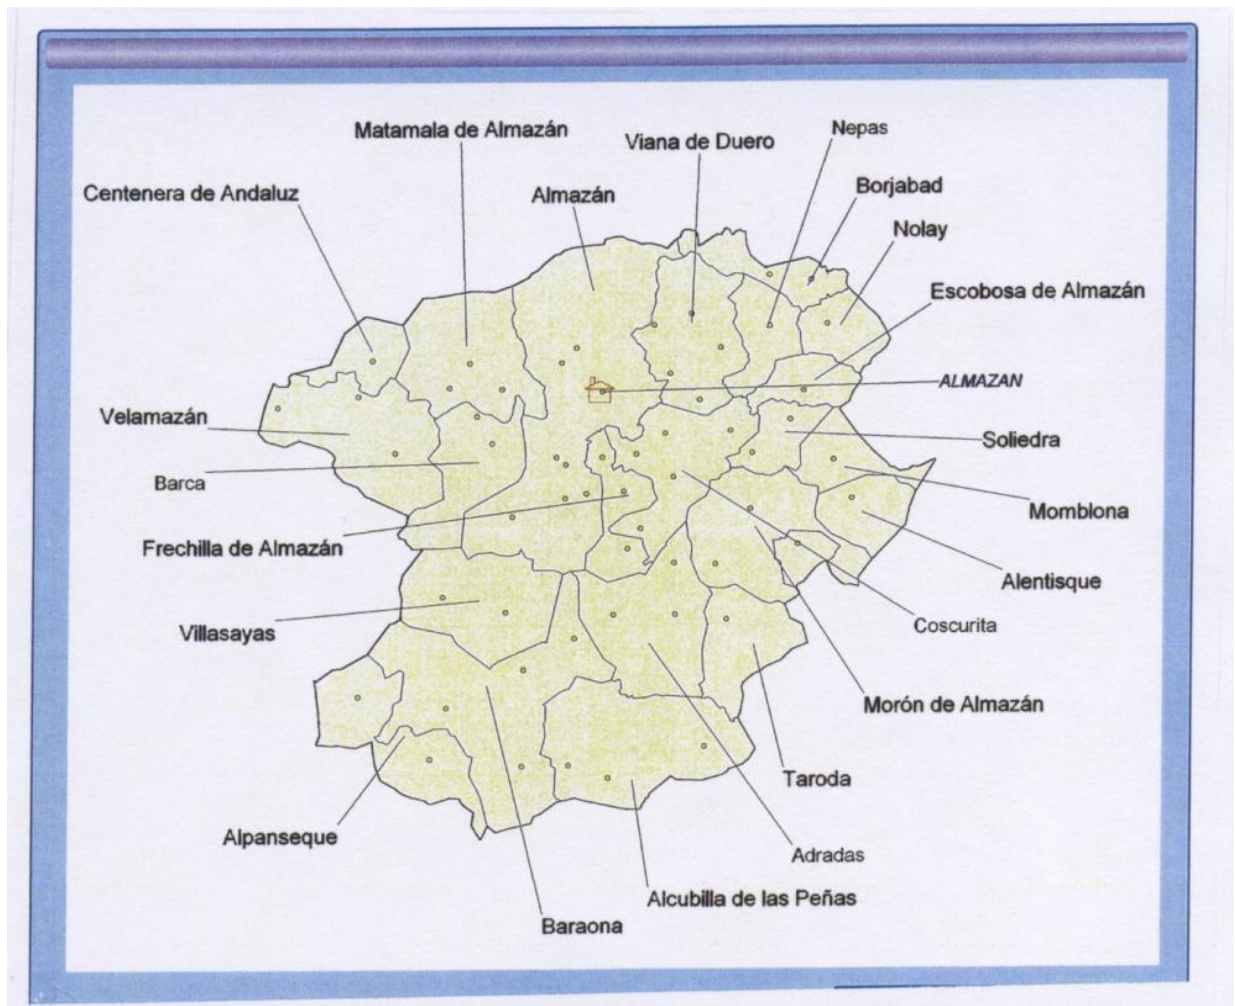 Matamala de Almazán
Viana de Duero
Nepas
Centenera de Andaluz
Almazán
Borjabad
Nolay
Escobosa de Almazán
ALMAZAN
Velamazán
Soliedra
Barca
Momblona
Frechilla de Almazán
Alentisque
Villasayas
Coscurita
Morón de Almazán
Taroda
Alpanseque
Adradas
Alcubilla de las Peñas
Baraona